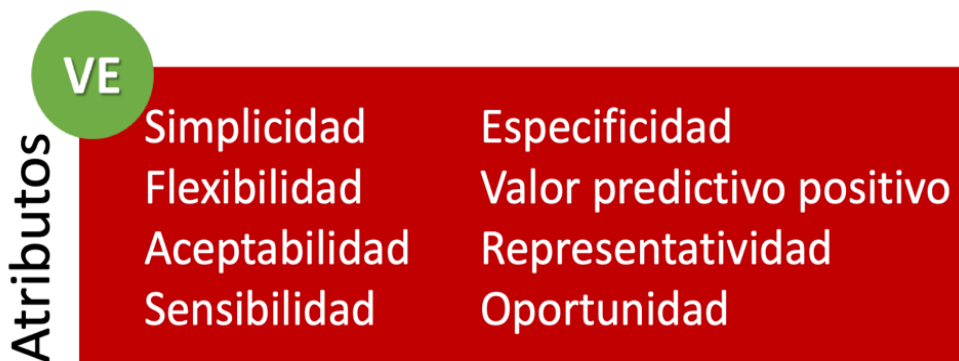 VE
Atributos
Simplicidad
Flexibilidad
Aceptabilidad
Sensibilidad
Especificidad
Valor predictivo positivo
Representatividad
Oportunidad